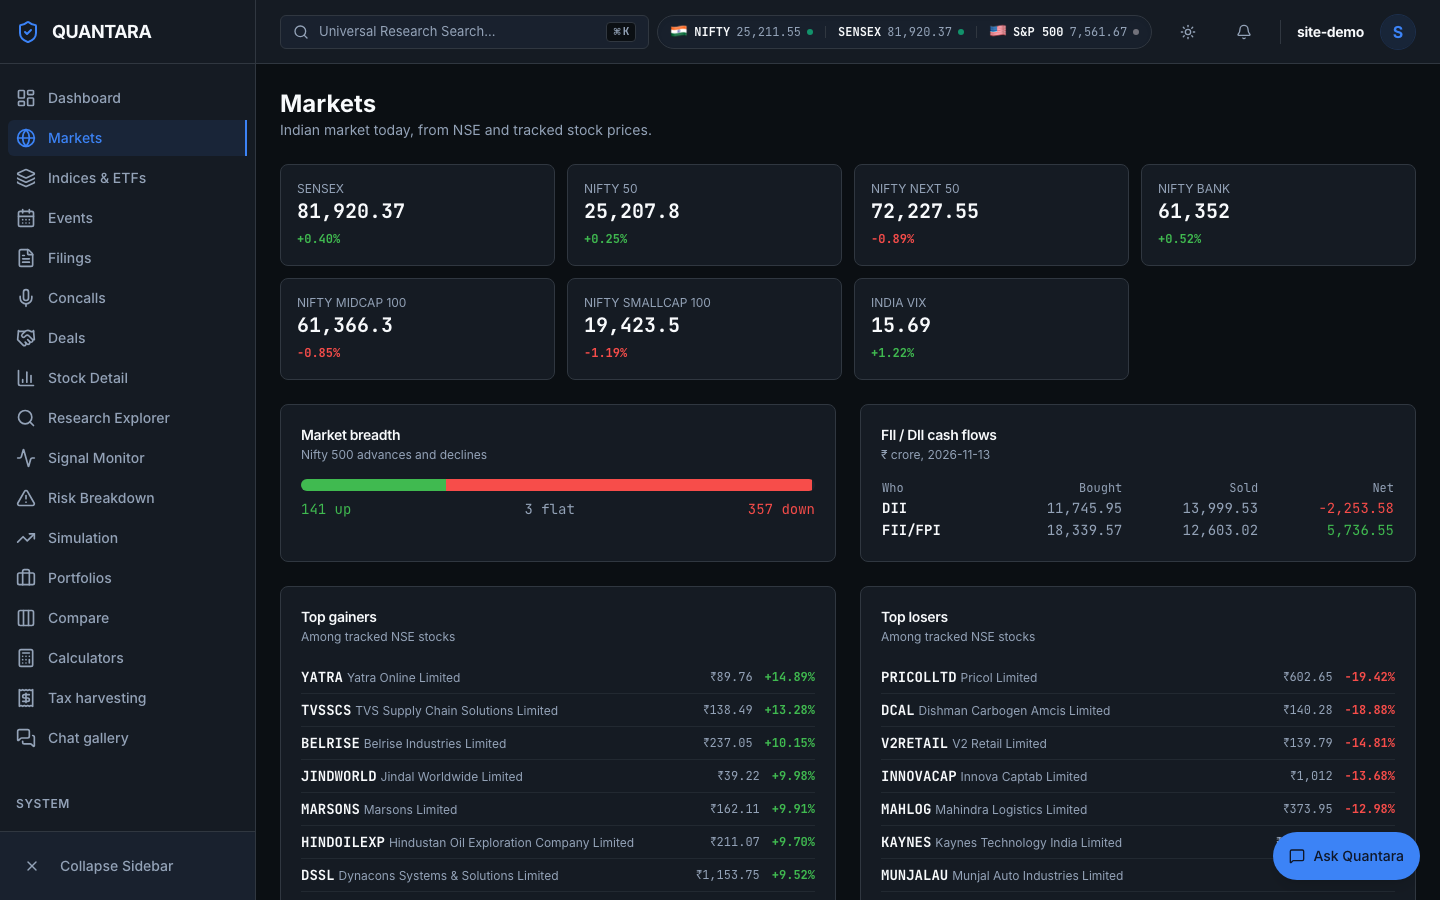 QUANTARA
Universal Research Search...
⌘K
NIFTY 25,211.55
SENSEX 81,920.37
S&P 500 7,561.67
site-demo
S
Dashboard
Markets
Indices & ETFs
Events
Filings
Concalls
Deals
Stock Detail
Research Explorer
Signal Monitor
Risk Breakdown
Simulation
Portfolios
Compare
Calculators
Tax harvesting
Chat gallery
SYSTEM
Collapse Sidebar
Markets
Indian market today, from NSE and tracked stock prices.
SENSEX
81,920.37
+0.40%
NIFTY 50
25,207.8
+0.25%
NIFTY NEXT 50
72,227.55
-0.89%
NIFTY BANK
61,352
+0.52%
NIFTY MIDCAP 100
61,366.3
-0.85%
NIFTY SMALLCAP 100
19,423.5
-1.19%
INDIA VIX
15.69
+1.22%
Market breadth
Nifty 500 advances and declines
141 up 3 flat 357 down
FII / DII cash flows
₹ crore, 2026-11-13
Who Bought Sold Net
DII 11,745.95 13,999.53 -2,253.58
FII/FPI 18,339.57 12,603.02 5,736.55
Top gainers
Among tracked NSE stocks
YATRA Yatra Online Limited ₹89.76 +14.89%
TVSSCS TVS Supply Chain Solutions Limited ₹138.49 +13.28%
BELRISE Belrise Industries Limited ₹237.05 +10.15%
JINDWORLD Jindal Worldwide Limited ₹39.22 +9.98%
MARSONS Marsons Limited ₹162.11 +9.91%
HINDOILEXP Hindustan Oil Exploration Company Limited ₹211.07 +9.70%
DSSL Dynacons Systems & Solutions Limited ₹1,153.75 +9.52%
Top losers
Among tracked NSE stocks
PRICOLLTD Pricol Limited ₹602.65 -19.42%
DCAL Dishman Carbogen Amcis Limited ₹140.28 -18.88%
V2RETAIL V2 Retail Limited ₹139.79 -14.81%
INNOVACAP Innova Captab Limited ₹1,012 -13.68%
MAHLOG Mahindra Logistics Limited ₹373.95 -12.98%
KAYNES Kaynes Technology India Limited
MUNJALAU Munjal Auto Industries Limited
Ask Quantara